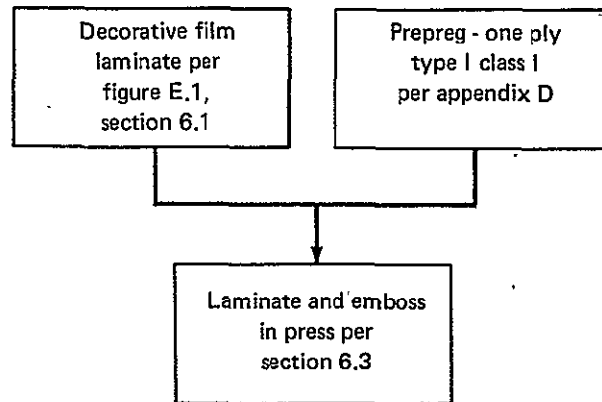 Decorative film
laminate per
figure E.1,
section 6.1
Prepreg - one ply
type I class I
per appendix D
Laminate and emboss
in press per
section 6.3